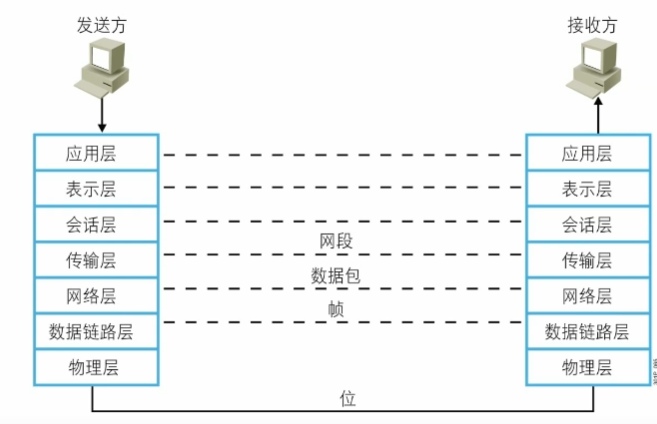 发送方
接收方
应用层
应用层
表示层
表示层
会话层
会话层
网段
传输层
传输层
数据包
网络层
网络层
帧
数据链路层
数据链路层
物理层
物理层
位